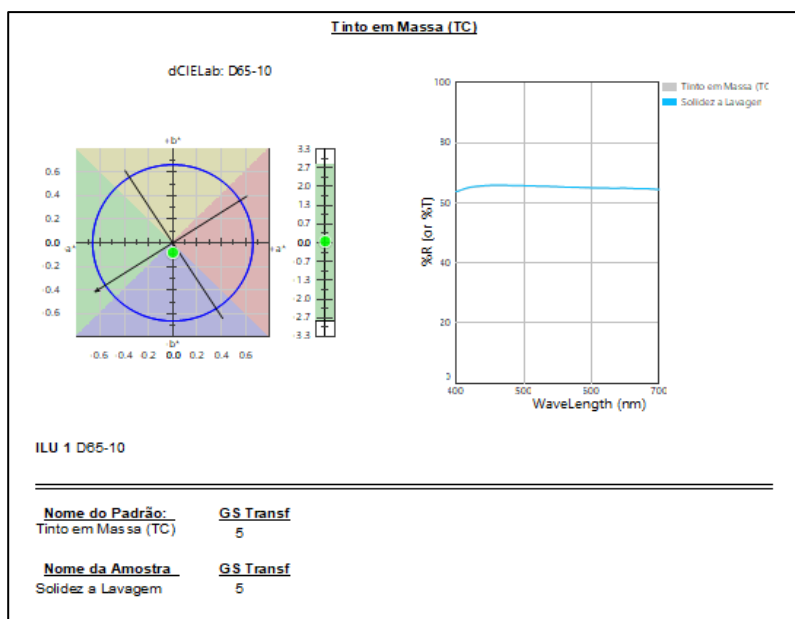 Tinto em Massa (TC)
dCIELab: D65-10
+b*
0.6
0.4
0.2
0.0
-0.2
-0.4
-0.6
a*
+a*
-b*
-0.6 -0.4 -0.2 0.0 0.2 0.4 0.6
3.3
2.7
2.0
1.3
0.7
0.0
-0.7
-1.3
-2.0
-2.7
-3.3
100
80
60
40
20
0
%R (or %T)
400 500 600 700
WaveLength (nm)
Tinto em Massa (TC
Solidez a Lavagem
ILU 1 D65-10
Nome do Padrão: GS Transf
Tinto em Massa (TC) 5
Nome da Amostra GS Transf
Solidez a Lavagem 5